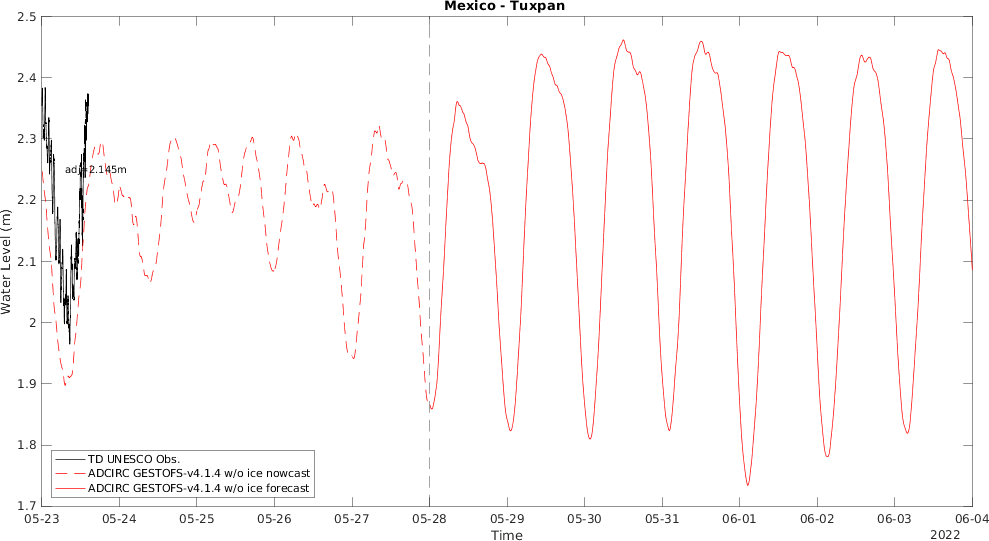 Mexico - Tuxpan
2.5
2.4
2.3
2.2
2.1
2
1.9
1.8
1.7
Water Level (m)
adj=2.145m
TD UNESCO Obs.
ADCIRC GESTOFS-v4.1.4 w/o ice nowcast
ADCIRC GESTOFS-v4.1.4 w/o ice forecast
05-23 05-24 05-25 05-26 05-27 05-28 05-29 05-30 05-31 06-01 06-02 06-03 06-04
Time
2022